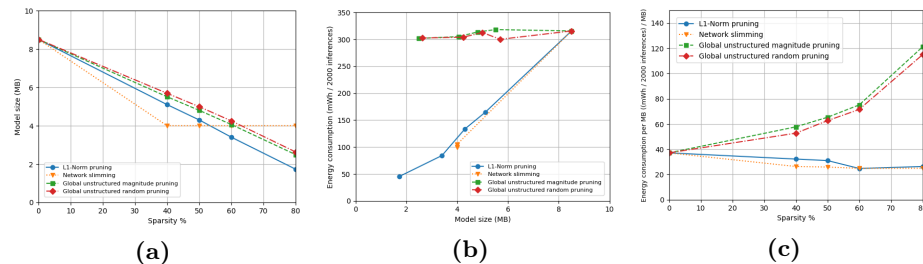 10
8
6
4
2
0
Model size (MB)
L1-Norm pruning
Network slimming
Global unstructured magnitude pruning
Global unstructured random pruning
0 10 20 30 40 50 60 70 80
Sparsity %
(a)
350
300
250
200
150
100
50
0
Energy consumption (mWh / 2000 inferences)
L1-Norm pruning
Network slimming
Global unstructured magnitude pruning
Global unstructured random pruning
0 2 4 6 8
Model size (MB)
(b)
140
120
100
80
60
40
20
0
Energy consumption per MB ((mWh / 2000 inferences) / MB)
L1-Norm pruning
Network slimming
Global unstructured magnitude pruning
Global unstructured random pruning
0 10 20 30 40 50 60 70 80
Sparsity %
(c)